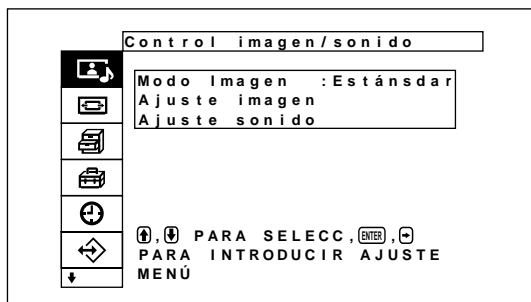 Control imagen/sonido
Modo Imagen :Estánsdar
Ajuste imagen
Ajuste sonido
, PARA SELECC, ENTER ,
PARA INTRODUCIR AJUSTE
MENÚ